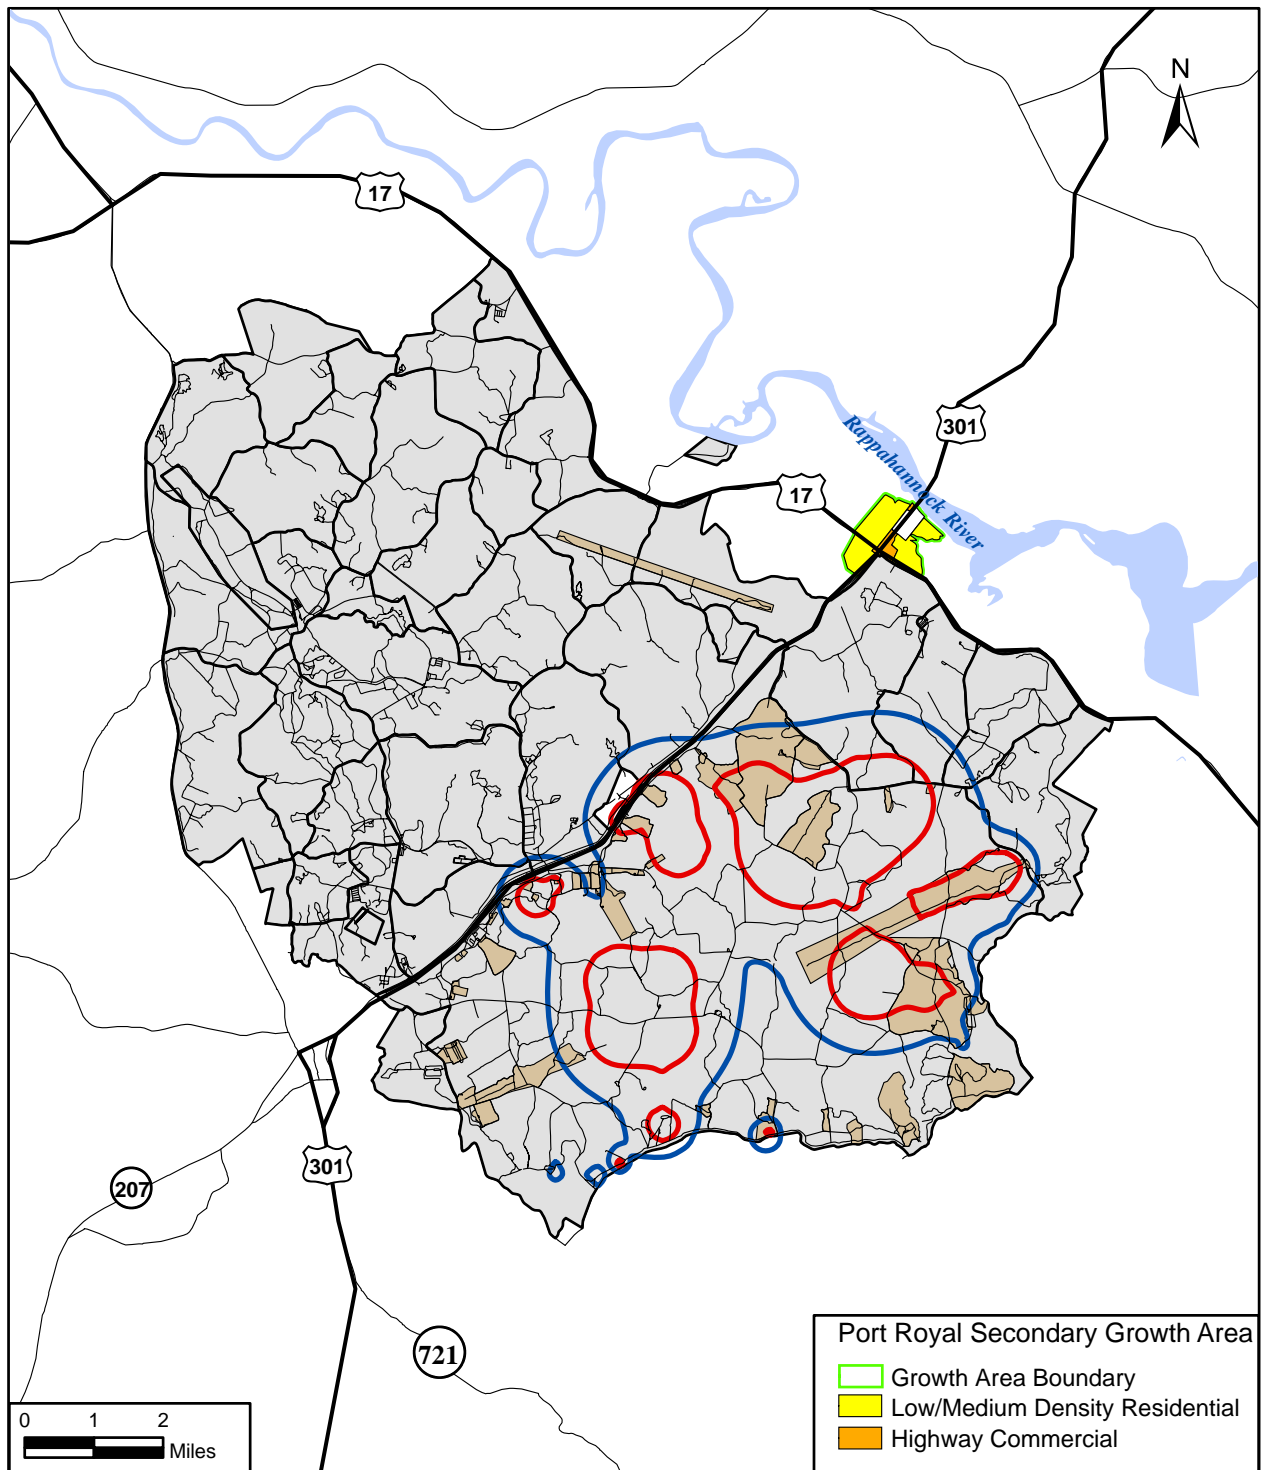 N
17
301
Rappahannock River
17
301
207
721
Port Royal Secondary Growth Area
Growth Area Boundary
Low/Medium Density Residential
Highway Commercial
0 1 2
Miles